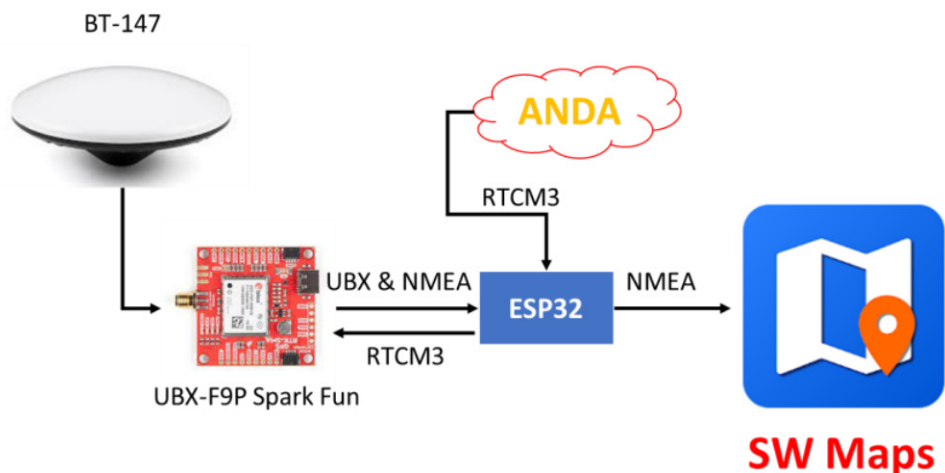 BT-147
ANDA
RTCM3
UBX & NMEA
ESP32
NMEA
RTCM3
UBX-F9P Spark Fun
SW Maps